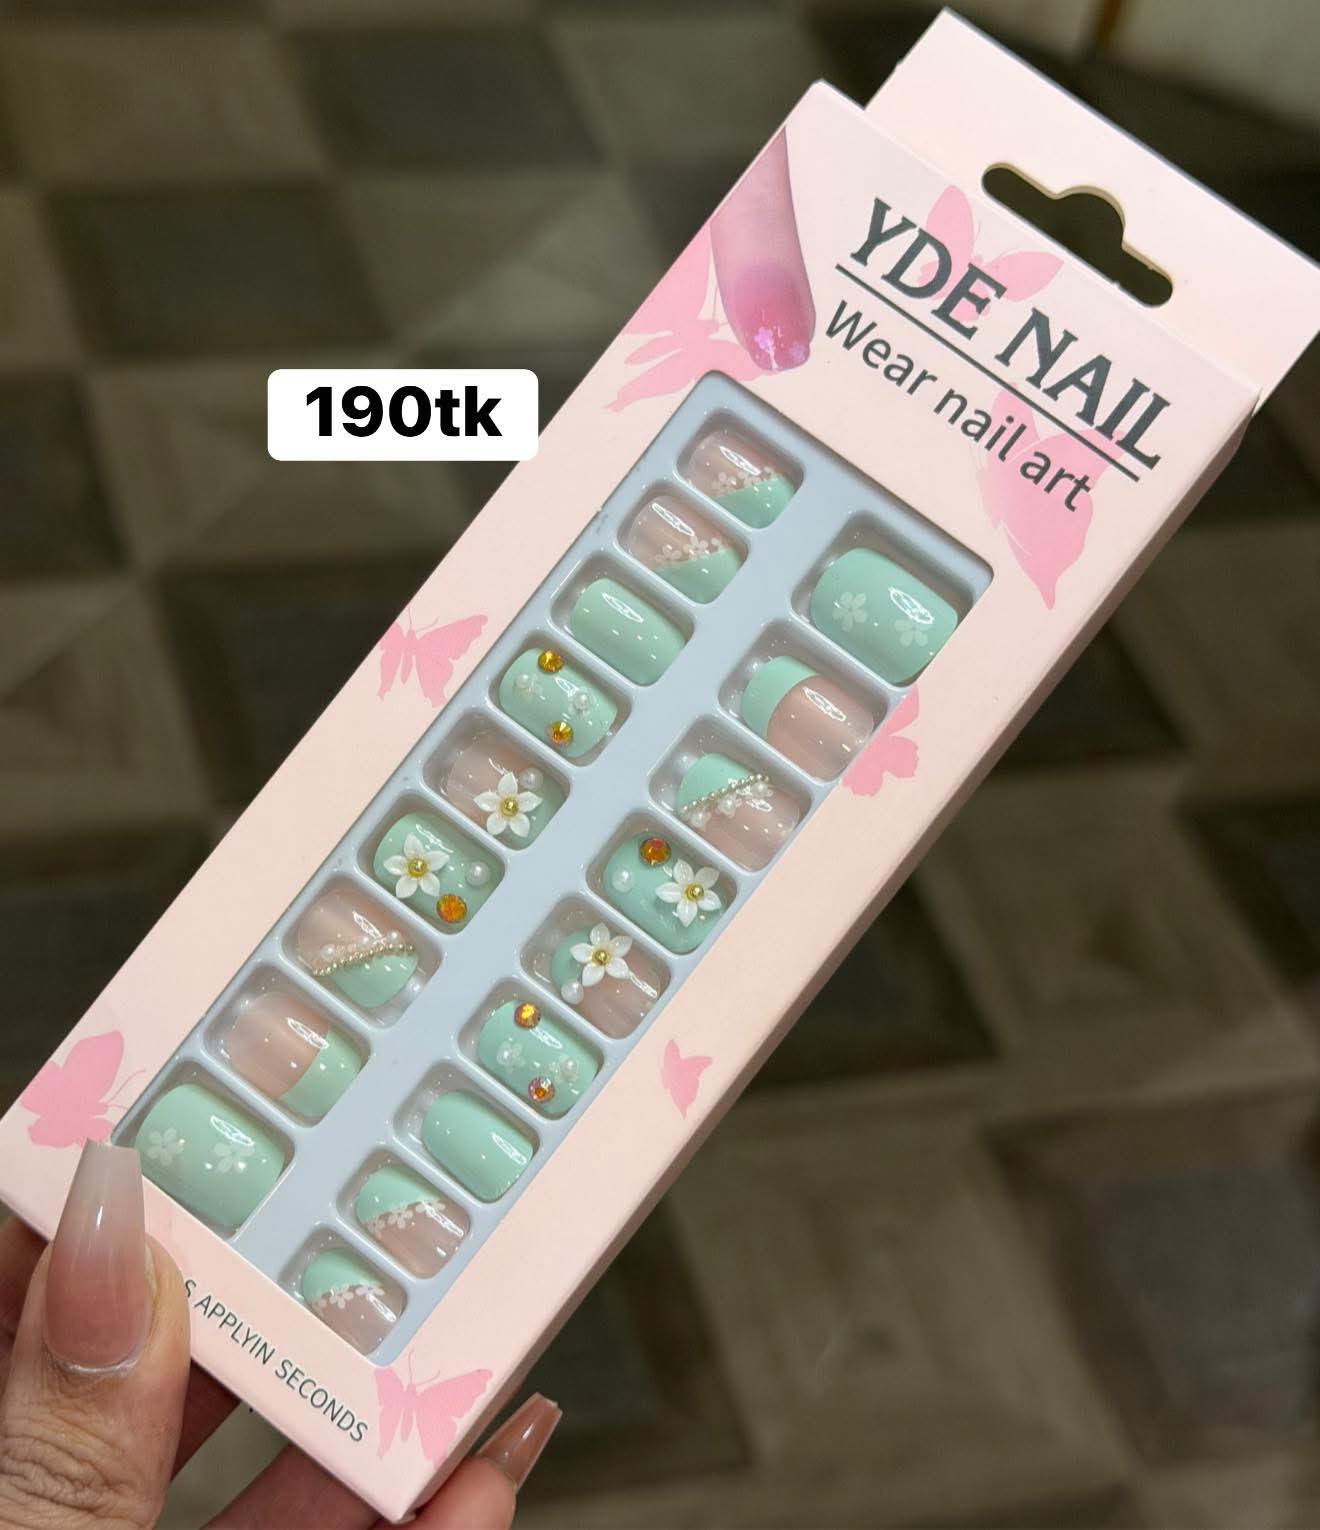 YDE NAIL
Wear nail art
190tk
S APPLYIN SECONDS